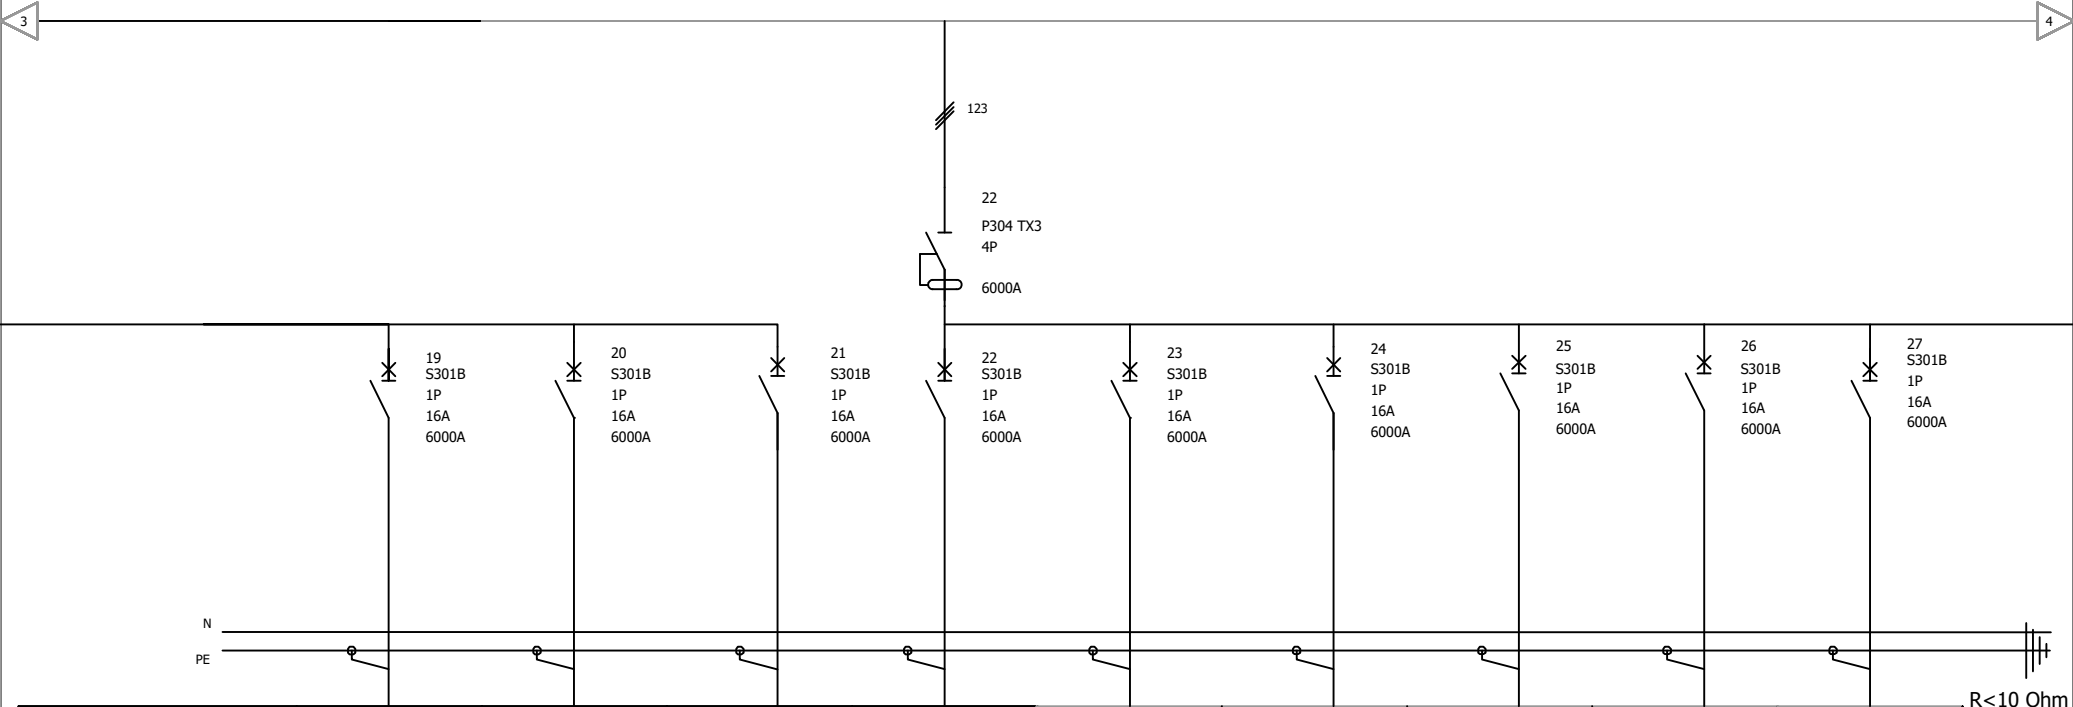 3
4
123
22
P304 TX3
4P
6000A
19
S301B
1P
16A
6000A
20
S301B
1P
16A
6000A
21
S301B
1P
16A
6000A
22
S301B
1P
16A
6000A
23
S301B
1P
16A
6000A
24
S301B
1P
16A
6000A
25
S301B
1P
16A
6000A
26
S301B
1P
16A
6000A
27
S301B
1P
16A
6000A
N
PE
R<10 Ohm